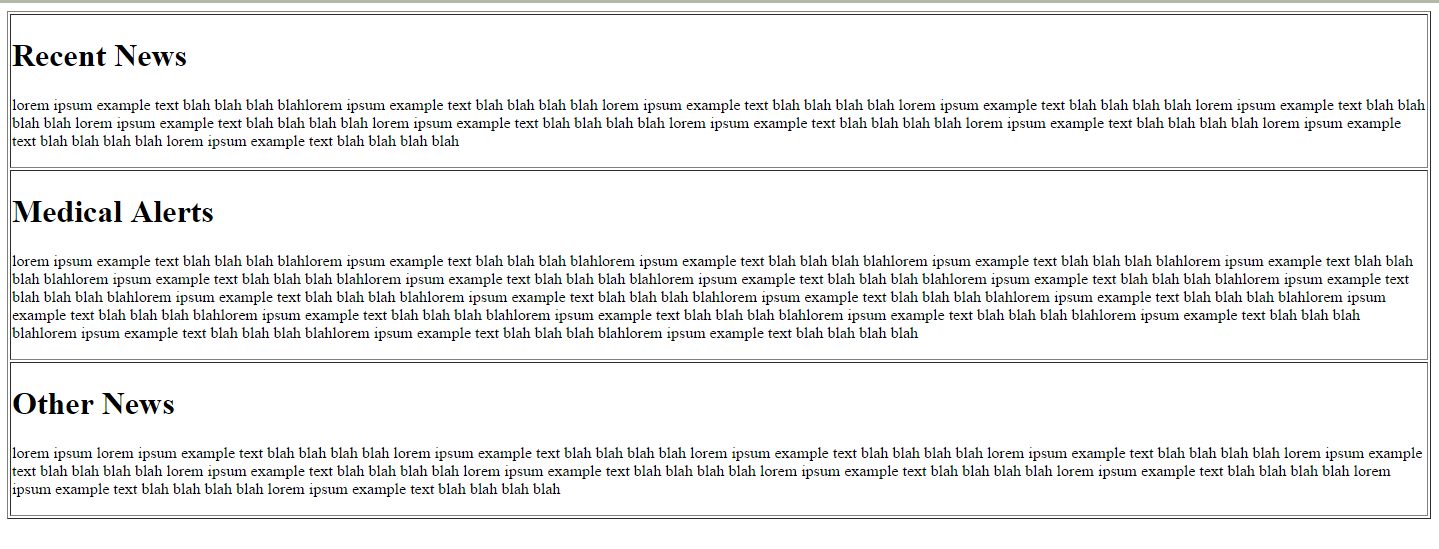 Recent News
lorem ipsum example text blah blah blah blahlorem ipsum example text blah blah blah blah lorem ipsum example text blah blah blah blah lorem ipsum example text blah blah blah blah lorem ipsum example text blah blah
blah blah lorem ipsum example text blah blah blah blah lorem ipsum example text blah blah blah blah lorem ipsum example text blah blah blah blah lorem ipsum example text blah blah blah blah lorem ipsum example
text blah blah blah blah lorem ipsum example text blah blah blah blah
Medical Alerts
lorem ipsum example text blah blah blah blahlorem ipsum example text blah blah blah blahlorem ipsum example text blah blah blah blahlorem ipsum example text blah blah blah blahlorem ipsum example text blah blah
blah blahlorem ipsum example text blah blah blah blahlorem ipsum example text blah blah blah blahlorem ipsum example text blah blah blah blahlorem ipsum example text blah blah blah blahlorem ipsum example text
blah blah blah blahlorem ipsum example text blah blah blah blahlorem ipsum example text blah blah blah blahlorem ipsum example text blah blah blah blahlorem ipsum example text blah blah blah blahlorem ipsum
example text blah blah blah blahlorem ipsum example text blah blah blah blahlorem ipsum example text blah blah blah blahlorem ipsum example text blah blah blah blahlorem ipsum example text blah blah blah
blahlorem ipsum example text blah blah blah blahlorem ipsum example text blah blah blah blahlorem ipsum example text blah blah blah blah
Other News
lorem ipsum lorem ipsum example text blah blah blah blah lorem ipsum example text blah blah blah blah lorem ipsum example text blah blah blah blah lorem ipsum example text blah blah blah blah lorem ipsum example
text blah blah blah blah lorem ipsum example text blah blah blah blah lorem ipsum example text blah blah blah blah lorem ipsum example text blah blah blah blah lorem ipsum example text blah blah blah blah lorem
ipsum example text blah blah blah blah lorem ipsum example text blah blah blah blah